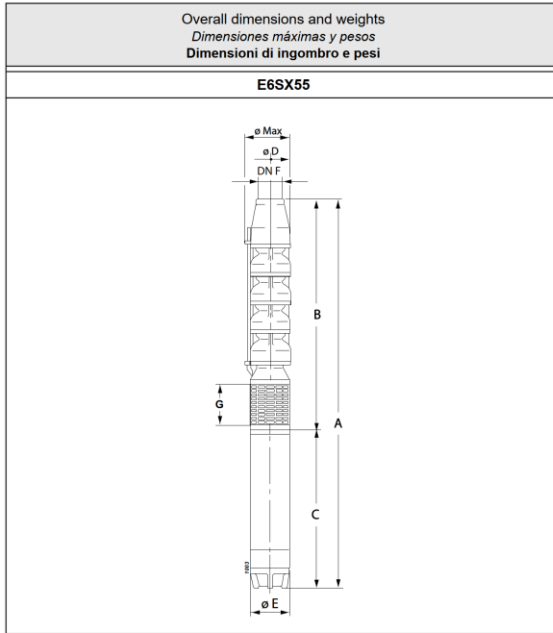 Overall dimensions and weights
Dimensiones máximas y pesos
Dimensioni di ingombro e pesi
E6SX55
ø Max
ø D
DN F
B
G
A
C
ø E